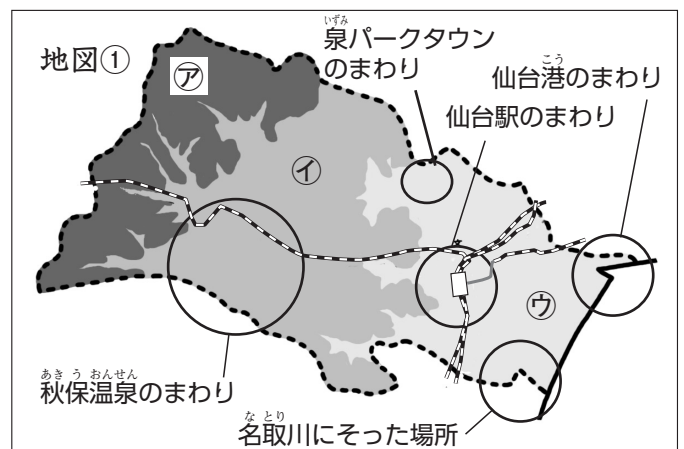 地図①
㋐
㋑
㋒
泉パークタウン
のまわり
仙台港のまわり
仙台駅のまわり
秋保温泉のまわり
名取川にそった場所
いずみ
こう
あきうおんせん
なとり